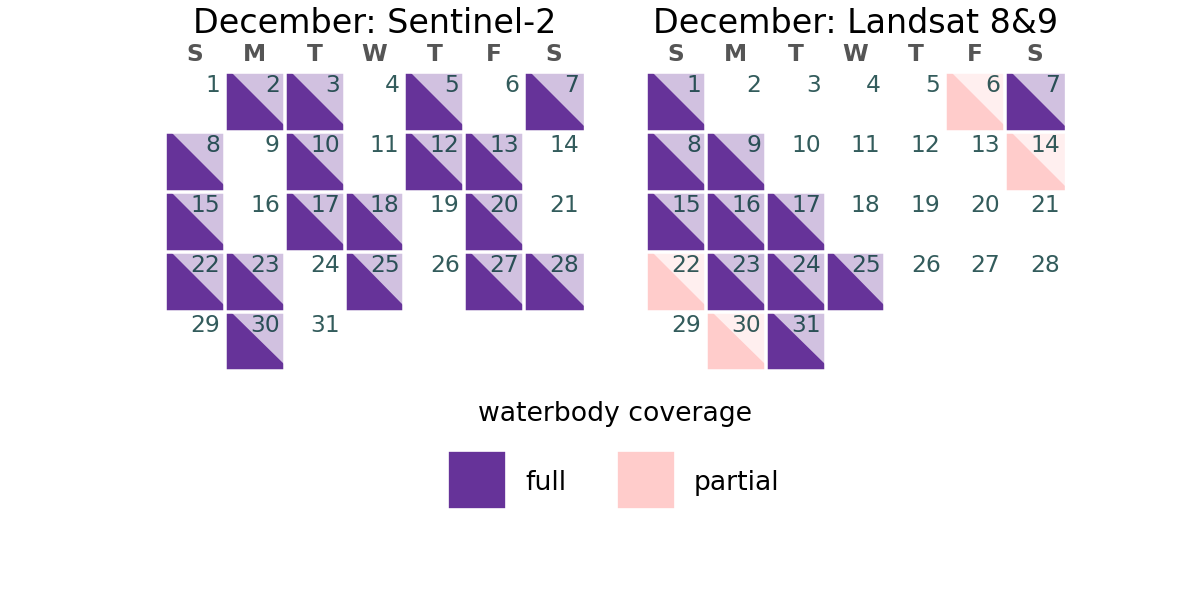 December: Sentinel-2
S M T W T F S
1 2 3 4 5 6 7
8 9 10 11 12 13 14
15 16 17 18 19 20 21
22 23 24 25 26 27 28
29 30 31
December: Landsat 8&9
S M T W T F S
1 2 3 4 5 6 7
8 9 10 11 12 13 14
15 16 17 18 19 20 21
22 23 24 25 26 27 28
29 30 31
waterbody coverage
full partial